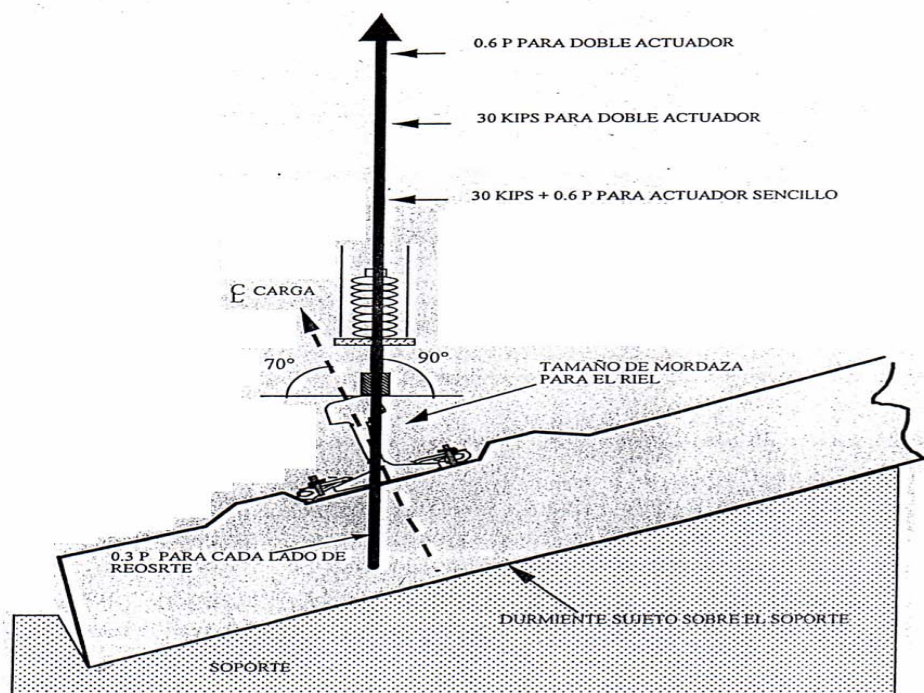 0.6 P PARA DOBLE ACTUADOR
30 KIPS PARA DOBLE ACTUADOR
30 KIPS + 0.6 P PARA ACTUADOR SENCILLO
℄ CARGA
70°
90°
TAMAÑO DE MORDAZA
PARA EL RIEL
0.3 P PARA CADA LADO DE
REOSRTE
DURMIENTE SUJETO SOBRE EL SOPORTE
SOPORTE